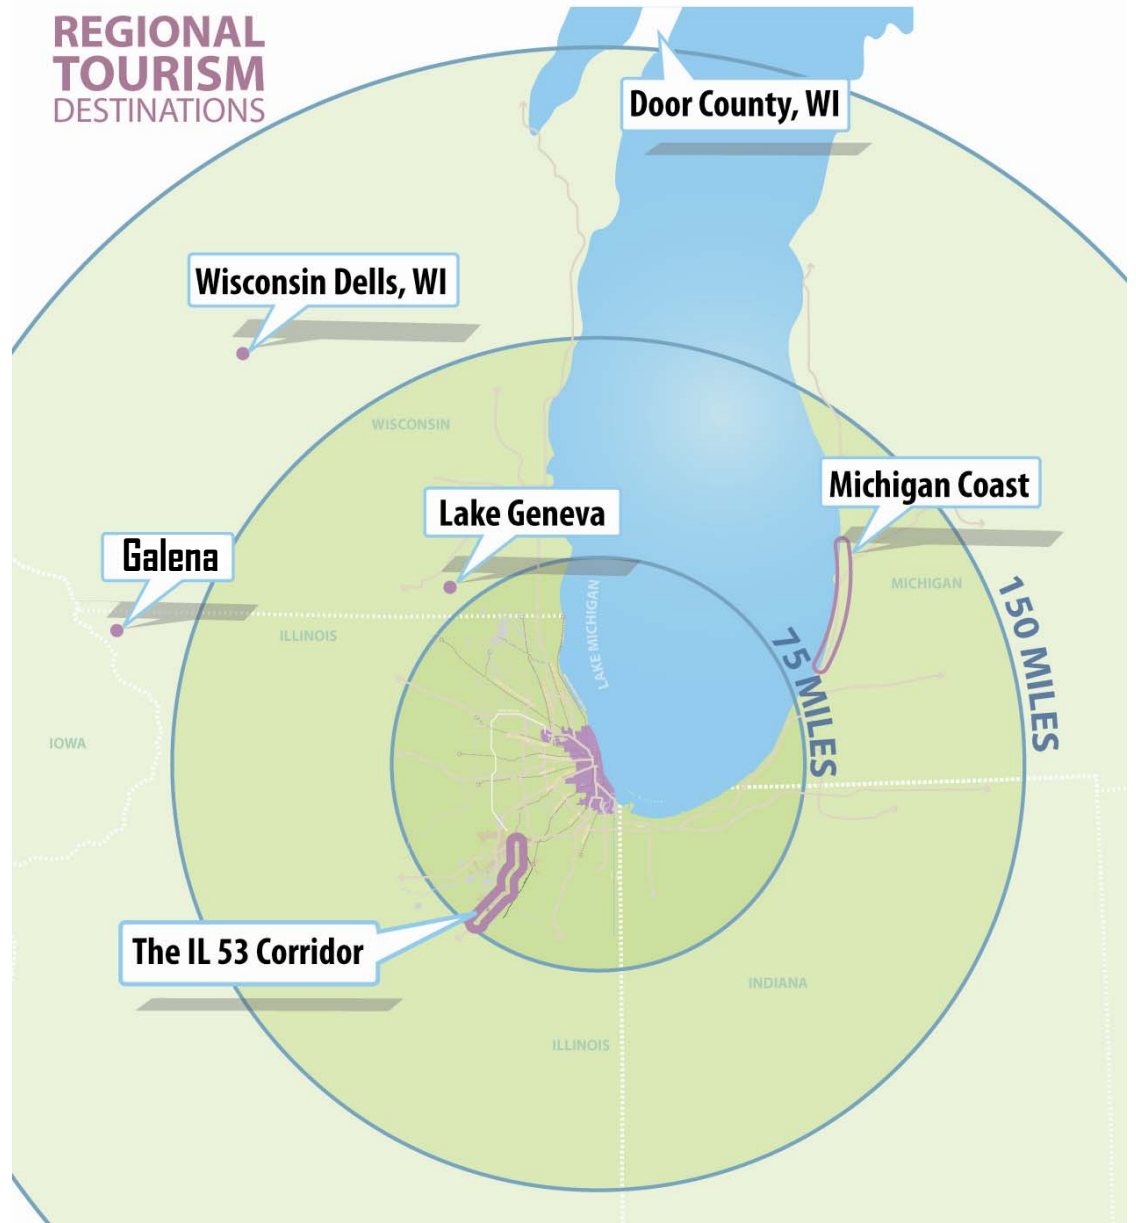 REGIONAL
TOURISM
DESTINATIONS
Door County, WI
Wisconsin Dells, WI
WISCONSIN
Michigan Coast
Lake Geneva
Galena
MICHIGAN
ILLINOIS
LAKE MICHIGAN
75 MILES
150 MILES
IOWA
The IL 53 Corridor
INDIANA
ILLINOIS